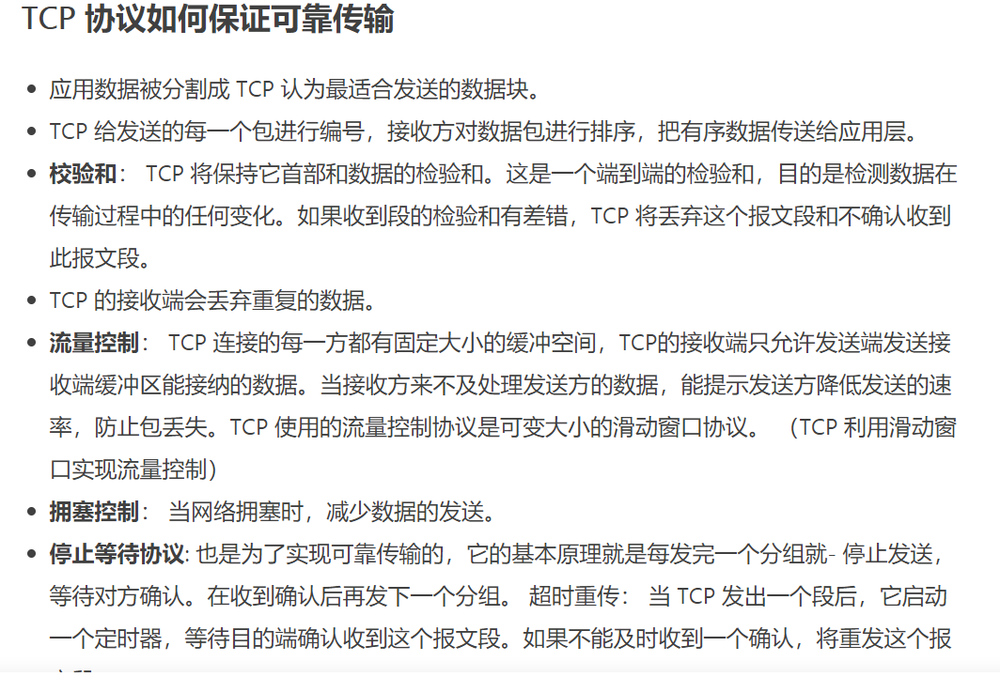 TCP 协议如何保证可靠传输
应用数据被分割成 TCP 认为最适合发送的数据块。
TCP 给发送的每一个包进行编号，接收方对数据包进行排序，把有序数据传送给应用层。
校验和： TCP 将保持它首部和数据的检验和。这是一个端到端的检验和，目的是检测数据在
传输过程中的任何变化。如果收到段的检验和有差错，TCP 将丢弃这个报文段和不确认收到
此报文段。
TCP 的接收端会丢弃重复的数据。
流量控制： TCP 连接的每一方都有固定大小的缓冲空间，TCP的接收端只允许发送端发送接
收端缓冲区能接纳的数据。当接收方来不及处理发送方的数据，能提示发送方降低发送的速
率，防止包丢失。TCP 使用的流量控制协议是可变大小的滑动窗口协议。 （TCP 利用滑动窗
口实现流量控制）
拥塞控制： 当网络拥塞时，减少数据的发送。
停止等待协议: 也是为了实现可靠传输的，它的基本原理就是每发完一个分组就- 停止发送，
等待对方确认。在收到确认后再发下一个分组。 超时重传： 当 TCP 发出一个段后，它启动
一个定时器，等待目的端确认收到这个报文段。如果不能及时收到一个确认，将重发这个报